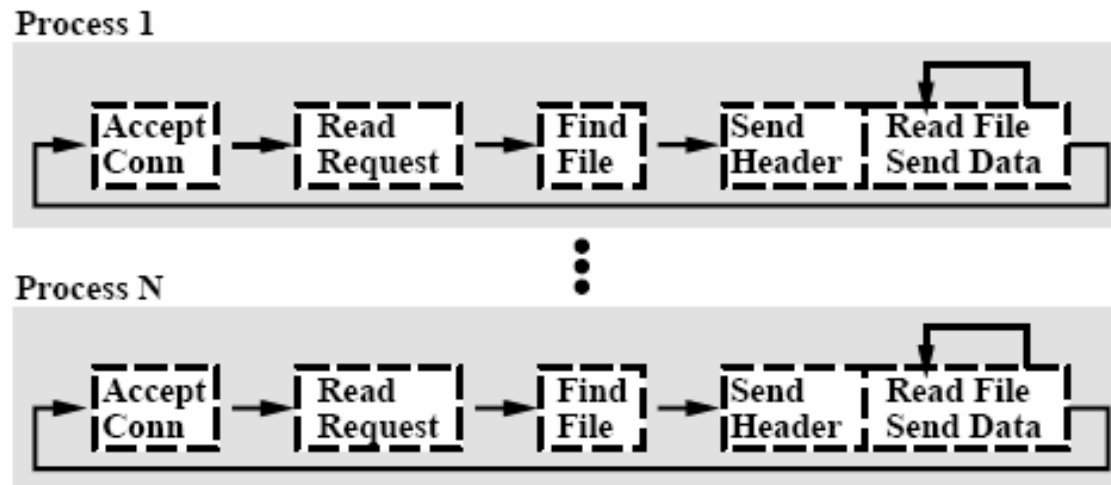 Process 1
Accept Conn
Read Request
Find File
Send Header
Read File Send Data
Process N
Accept Conn
Read Request
Find File
Send Header
Read File Send Data